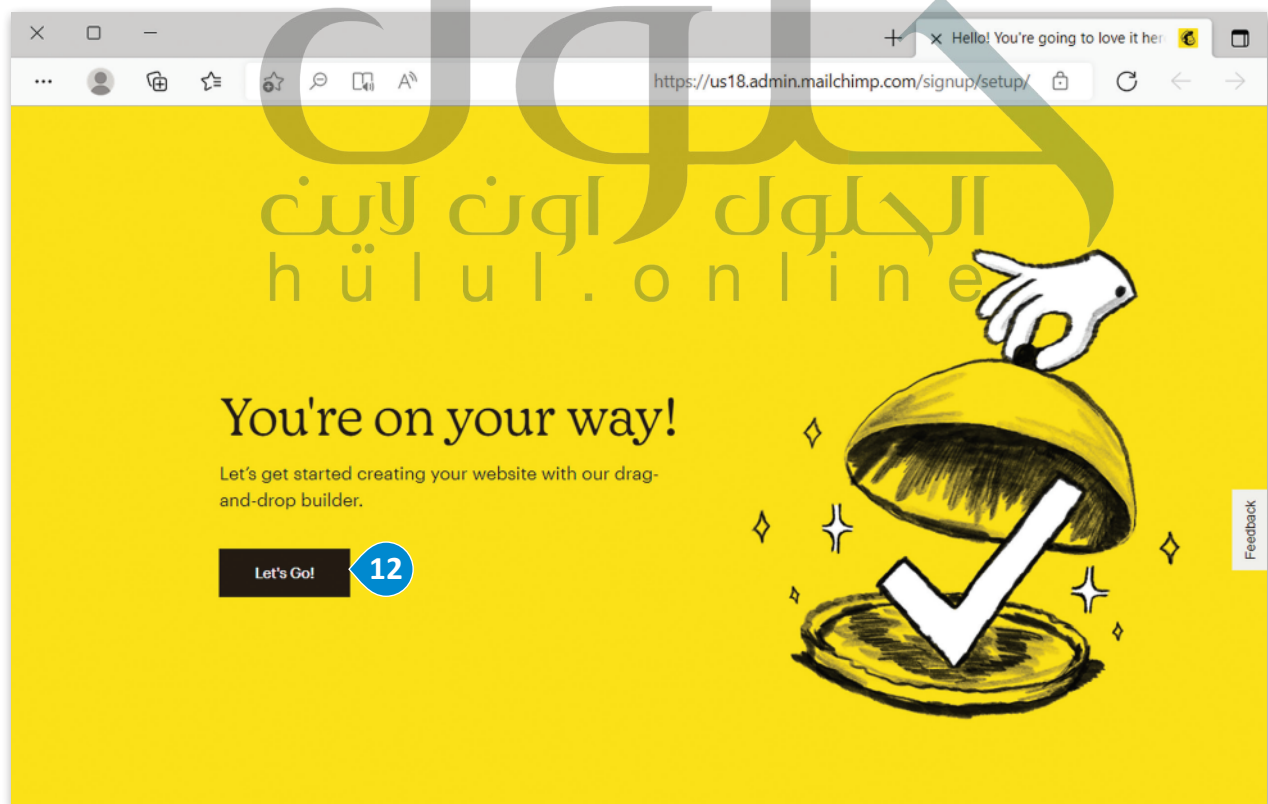 Hello! You're going to love it her
https://us18.admin.mailchimp.com/signup/setup/
حلول
الحلول اون لاين
hülul.online
You're on your way!
Let's get started creating your website with our drag-
and-drop builder.
Let's Go!
12
Feedback